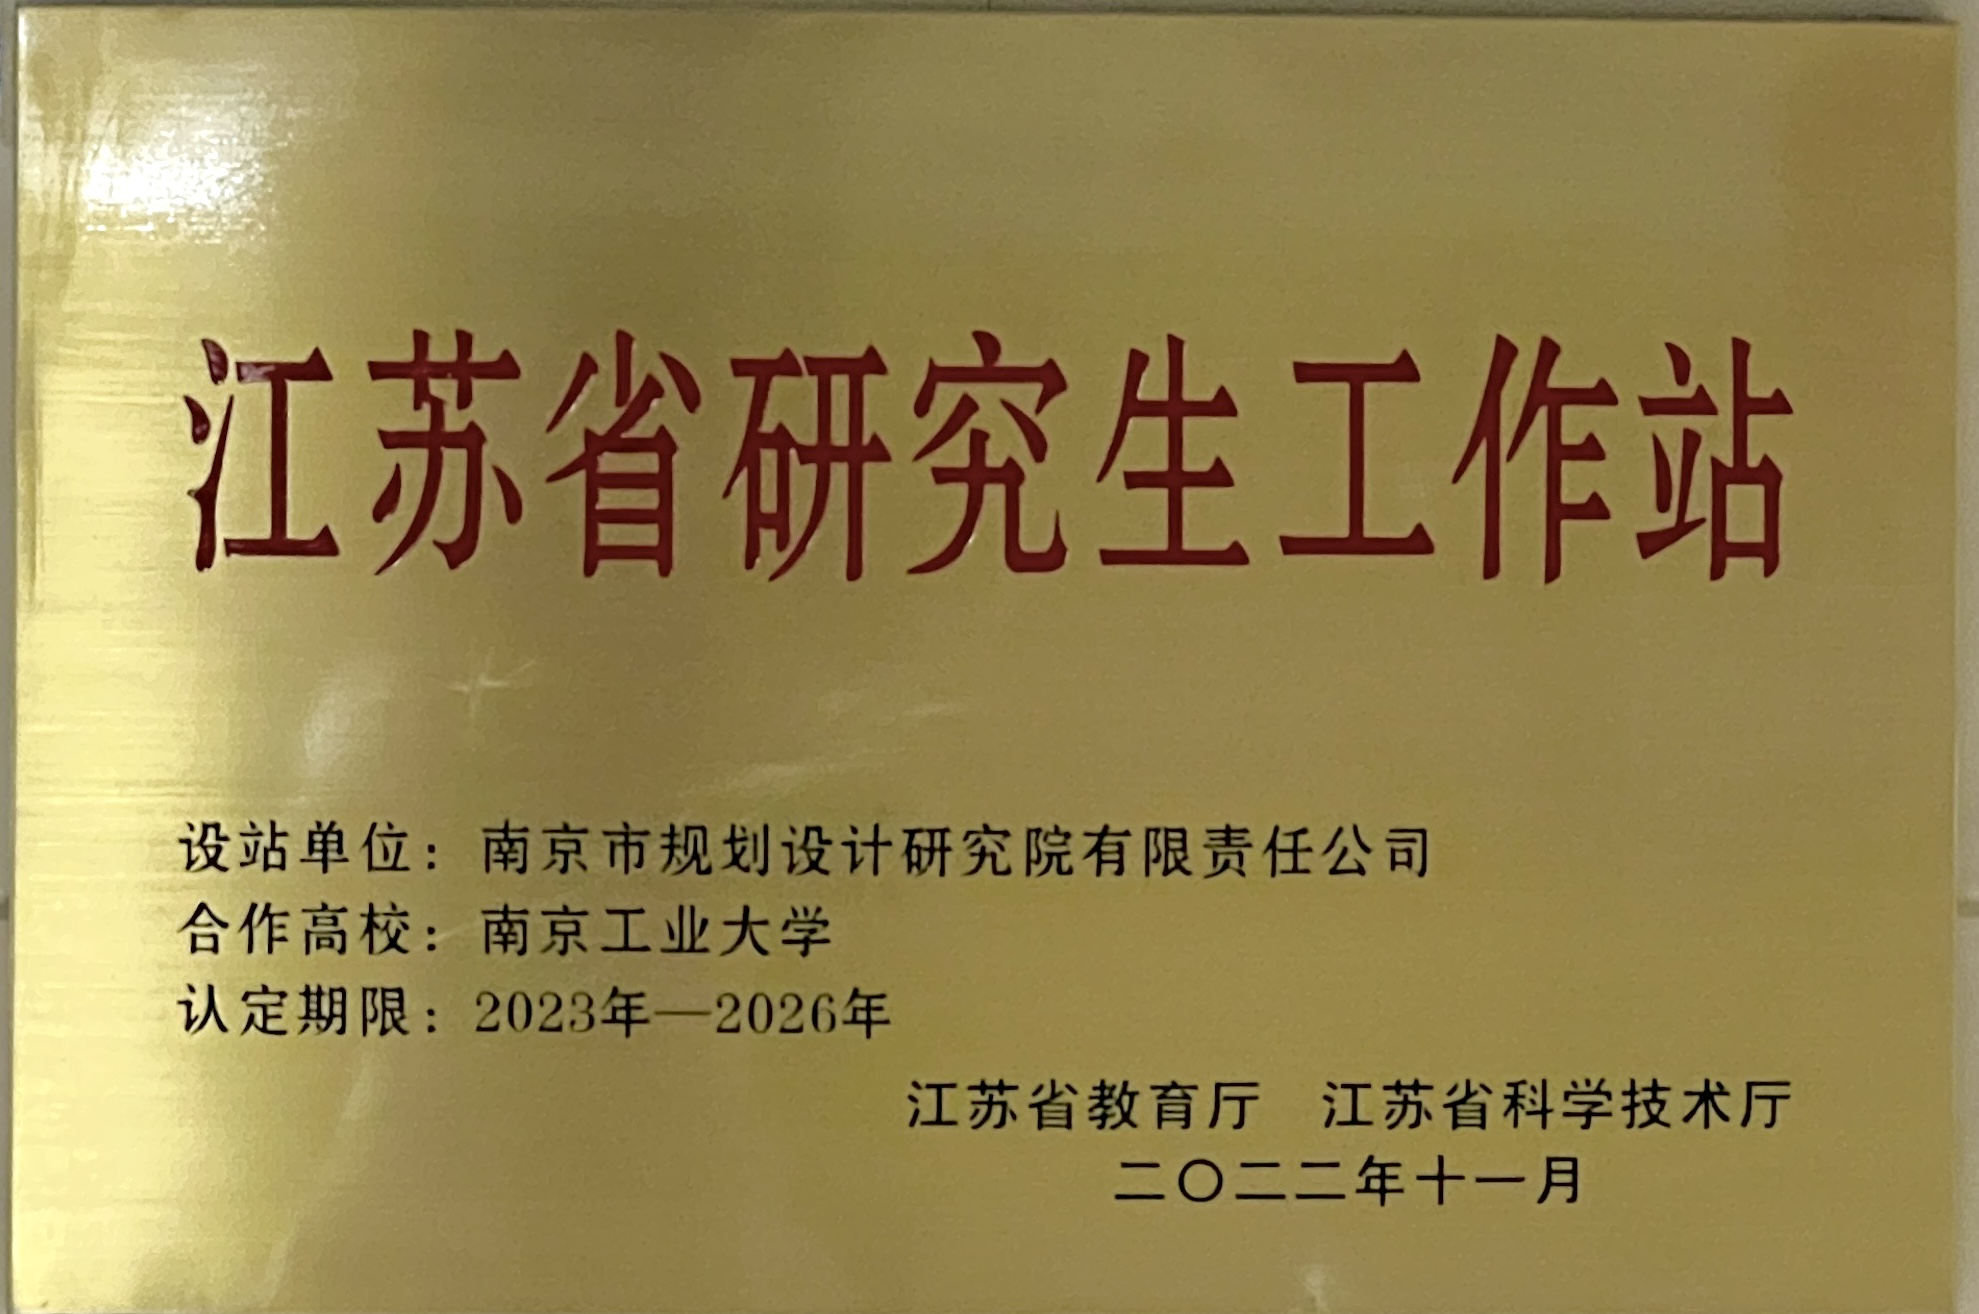 江苏省研究生工作站
设站单位：南京市规划设计研究院有限责任公司
合作高校：南京工业大学
认定期限：2023年—2026年
江苏省教育厅　江苏省科学技术厅
二〇二二年十一月